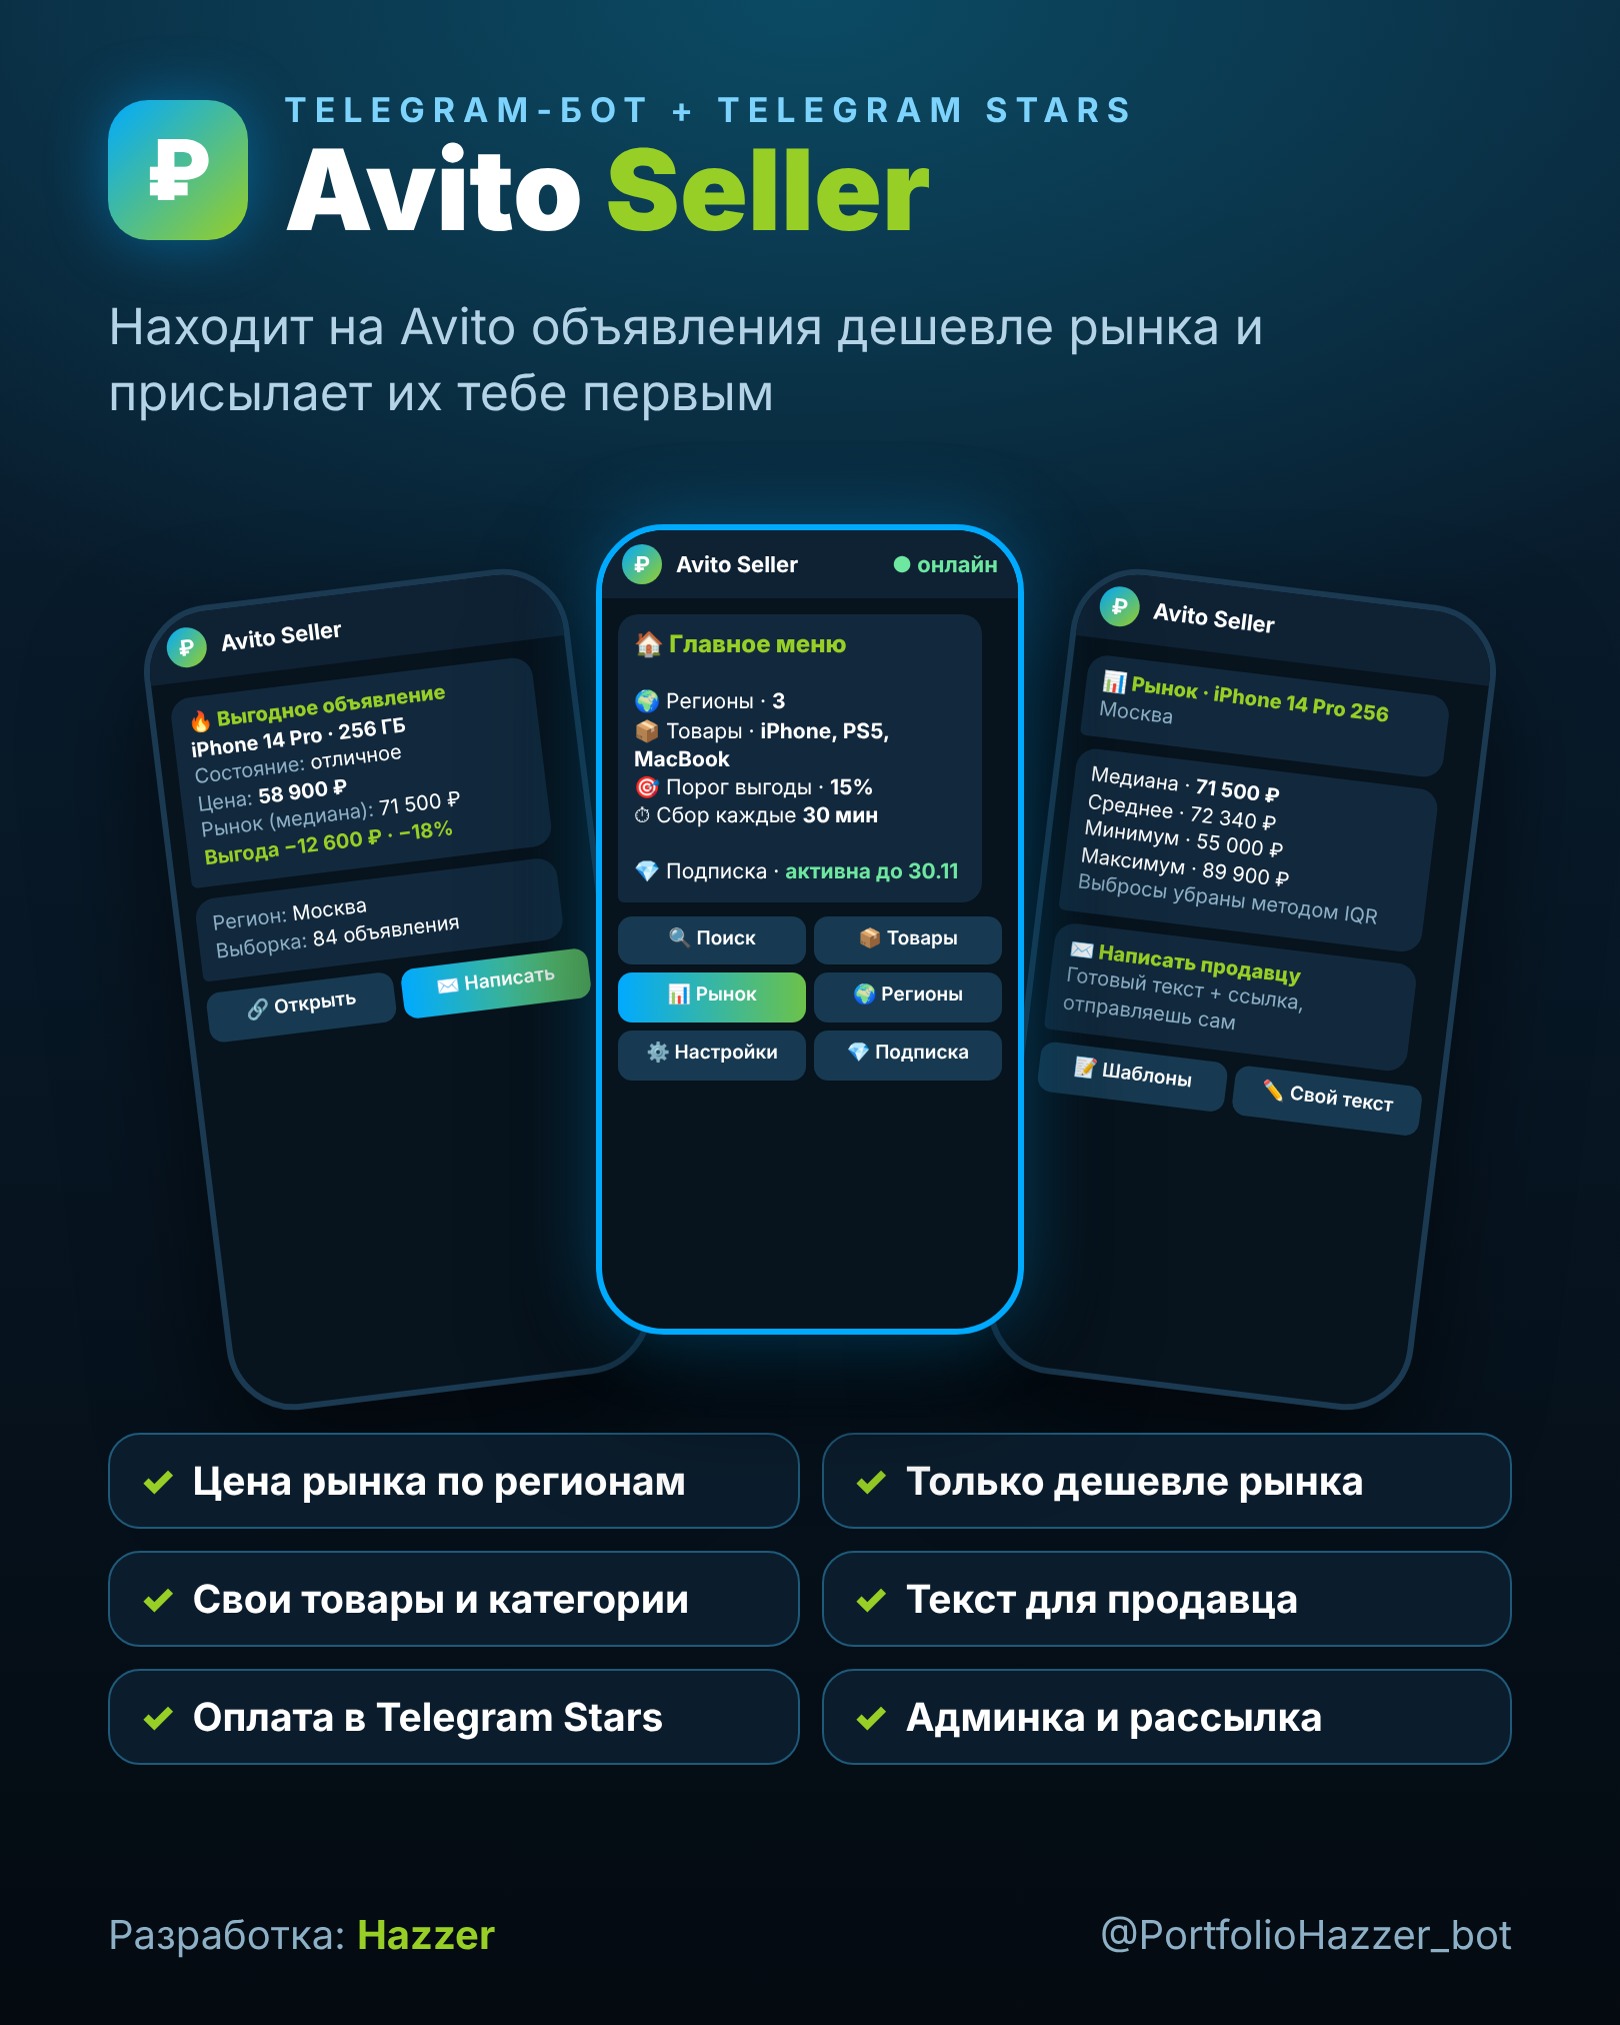 ₽
TELEGRAM-БОТ + TELEGRAM STARS
Avito Seller
Находит на Avito объявления дешевле рынка и
присылает их тебе первым
₽ Avito Seller
🔥 Выгодное объявление
iPhone 14 Pro · 256 ГБ
Состояние: отличное
Цена: 58 900 ₽
Рынок (медиана): 71 500 ₽
Выгода −12 600 ₽ · −18%
Регион: Москва
Выборка: 84 объявления
🔗 Открыть
✉️ Написать
₽ Avito Seller ● онлайн
🏠 Главное меню
🌍 Регионы · 3
📦 Товары · iPhone, PS5,
MacBook
🎯 Порог выгоды · 15%
⏱ Сбор каждые 30 мин
💎 Подписка · активна до 30.11
🔍 Поиск
📦 Товары
📊 Рынок
🌍 Регионы
⚙️ Настройки
💎 Подписка
₽ Avito Seller
📊 Рынок · iPhone 14 Pro 256
Москва
Медиана · 71 500 ₽
Среднее · 72 340 ₽
Минимум · 55 000 ₽
Максимум · 89 900 ₽
Выбросы убраны методом IQR
✉️ Написать продавцу
Готовый текст + ссылка,
отправляешь сам
📝 Шаблоны
✏️ Свой текст
✓ Цена рынка по регионам
✓ Только дешевле рынка
✓ Свои товары и категории
✓ Текст для продавца
✓ Оплата в Telegram Stars
✓ Админка и рассылка
Разработка: Hazzer
@PortfolioHazzer_bot